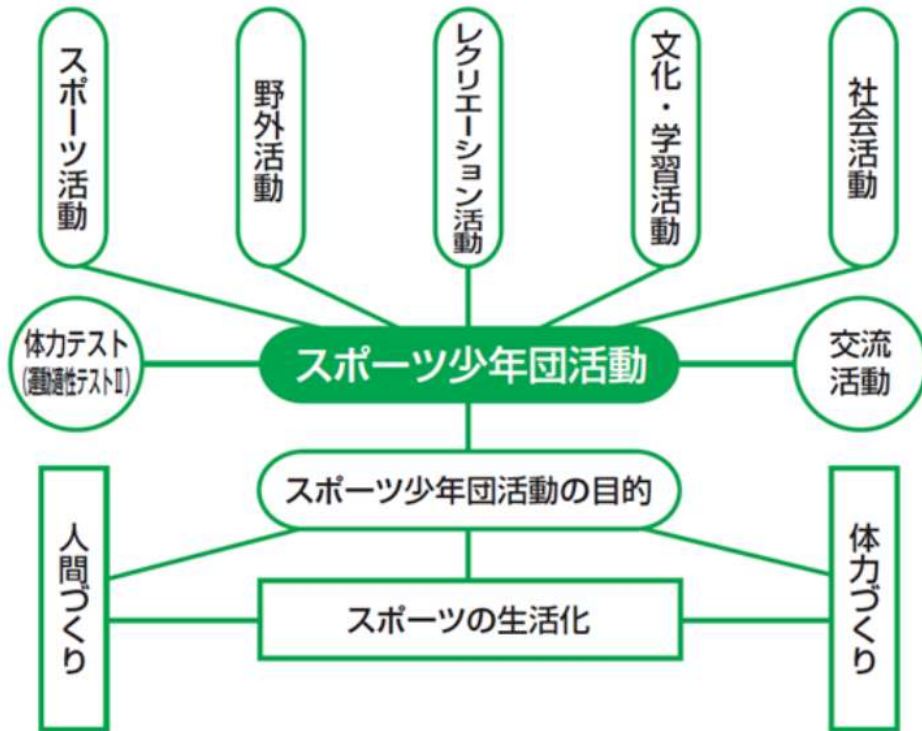 スポーツ活動
野外活動
レクリエーション活動
文化・学習活動
社会活動
体力テスト
(運動適性テストⅡ)
スポーツ少年団活動
交流
活動
スポーツ少年団活動の目的
人間づくり
スポーツの生活化
体力づくり